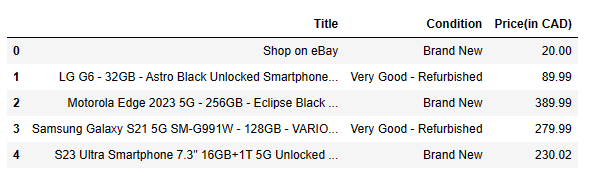 Title Condition Price(in CAD)
0 Shop on eBay Brand New 20.00
1 LG G6 - 32GB - Astro Black Unlocked Smartphone... Very Good - Refurbished 89.99
2 Motorola Edge 2023 5G - 256GB - Eclipse Black ... Brand New 389.99
3 Samsung Galaxy S21 5G SM-G991W - 128GB - VARIO... Very Good - Refurbished 279.99
4 S23 Ultra Smartphone 7.3" 16GB+1T 5G Unlocked ... Brand New 230.02